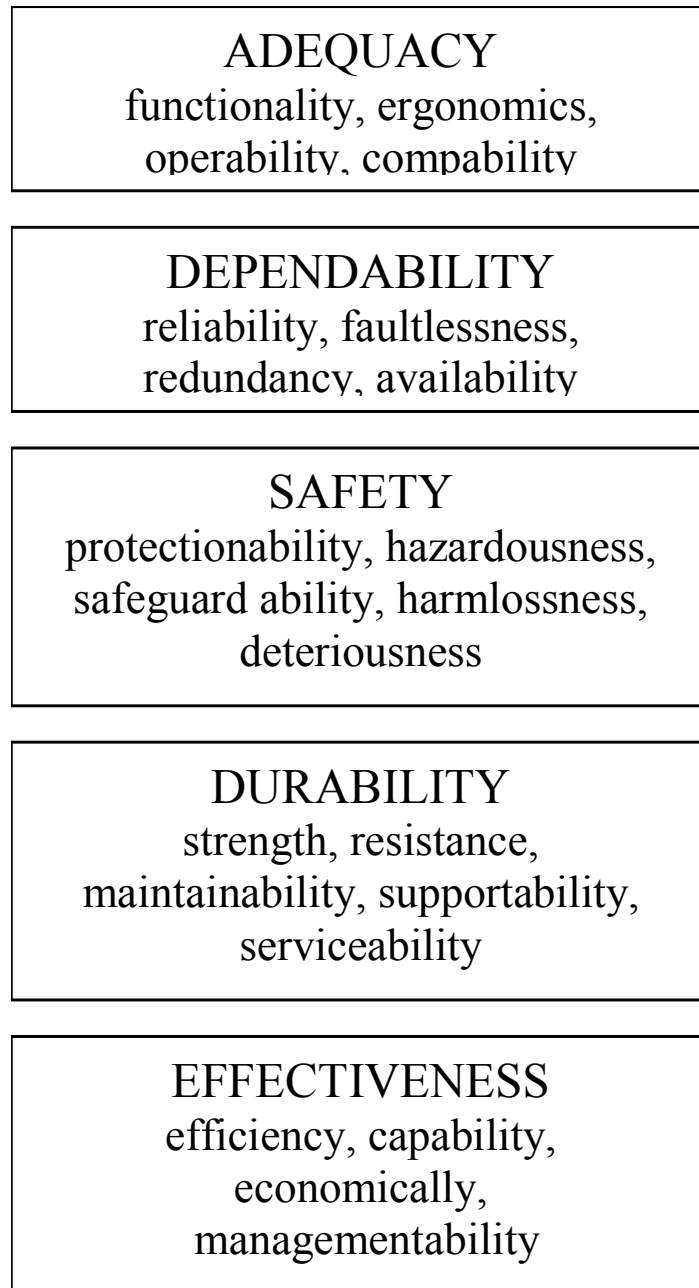 ADEQUACY
functionality, ergonomics,
operability, compability
DEPENDABILITY
reliability, faultlessness,
redundancy, availability
SAFETY
protectionability, hazardousness,
safeguard ability, harmlossness,
deteriousness
DURABILITY
strength, resistance,
maintainability, supportability,
serviceability
EFFECTIVENESS
efficiency, capability,
economically,
managementability